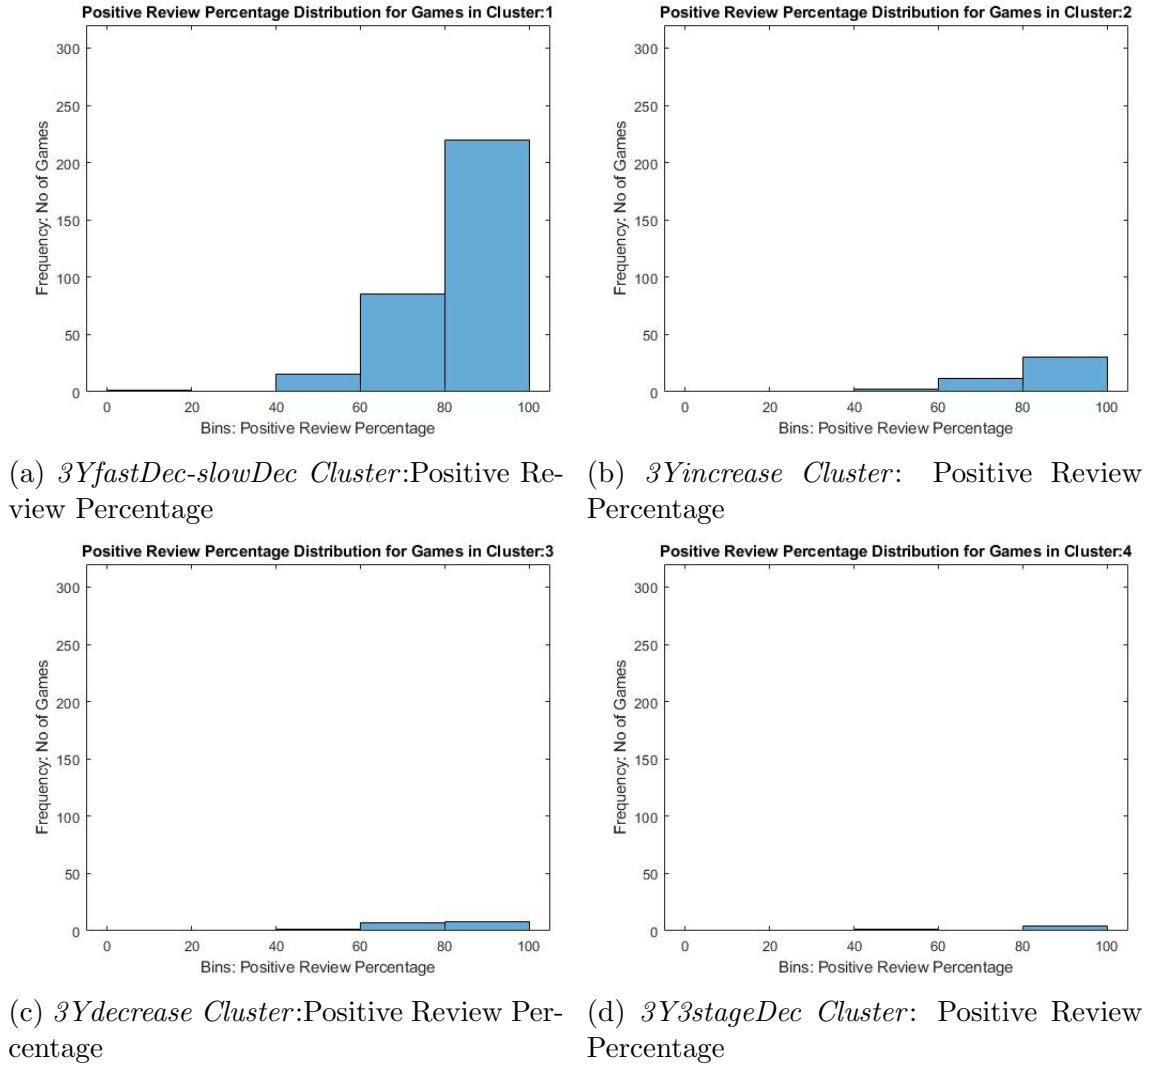 Positive Review Percentage Distribution for Games in Cluster:1
300
250
200
150
100
50
0
Frequency: No of Games
0 20 40 60 80 100
Bins: Positive Review Percentage
(a) 3YfastDec-slowDec Cluster:Positive Re-
view Percentage
Positive Review Percentage Distribution for Games in Cluster:2
300
250
200
150
100
50
0
Frequency: No of Games
0 20 40 60 80 100
Bins: Positive Review Percentage
(b) 3Yincrease Cluster: Positive Review
Percentage
Positive Review Percentage Distribution for Games in Cluster:3
300
250
200
150
100
50
0
Frequency: No of Games
0 20 40 60 80 100
Bins: Positive Review Percentage
(c) 3Ydecrease Cluster:Positive Review Per-
centage
Positive Review Percentage Distribution for Games in Cluster:4
300
250
200
150
100
50
0
Frequency: No of Games
0 20 40 60 80 100
Bins: Positive Review Percentage
(d) 3Y3stageDec Cluster: Positive Review
Percentage